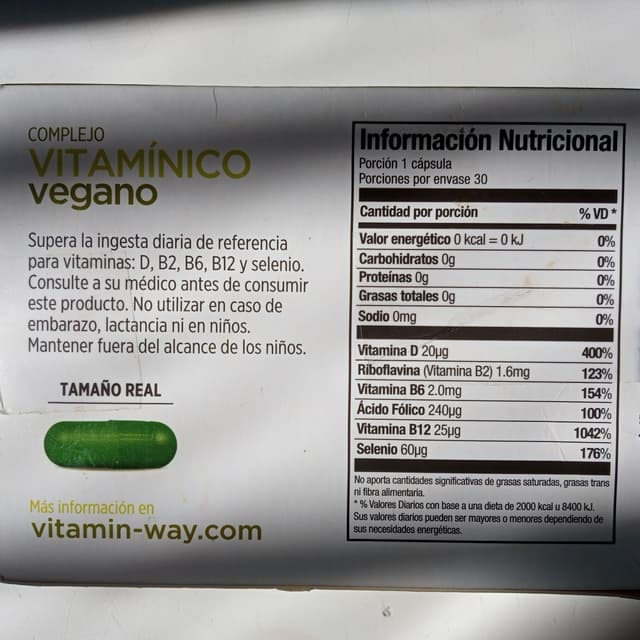 COMPLEJO
VITAMÍNICO
vegano
Supera la ingesta diaria de referencia
para vitaminas: D, B2, B6, B12 y selenio.
Consulte a su médico antes de consumir
este producto. No utilizar en caso de
embarazo, lactancia ni en niños.
Mantener fuera del alcance de los niños.
TAMAÑO REAL
Más información en
vitamin-way.com
Información Nutricional
Porción 1 cápsula
Porciones por envase 30
Cantidad por porción % VD *
Valor energético 0 kcal = 0 kJ 0%
Carbohidratos 0g 0%
Proteínas 0g 0%
Grasas totales 0g 0%
Sodio 0mg 0%
Vitamina D 20µg 400%
Riboflavina (Vitamina B2) 1.6mg 123%
Vitamina B6 2.0mg 154%
Ácido Fólico 240µg 100%
Vitamina B12 25µg 1042%
Selenio 60µg 176%
No aporta cantidades significativas de grasas saturadas, grasas trans
ni fibra alimentaria.
* % Valores Diarios con base a una dieta de 2000 kcal u 8400 kJ.
Sus valores diarios pueden ser mayores o menores dependiendo de
sus necesidades energéticas.